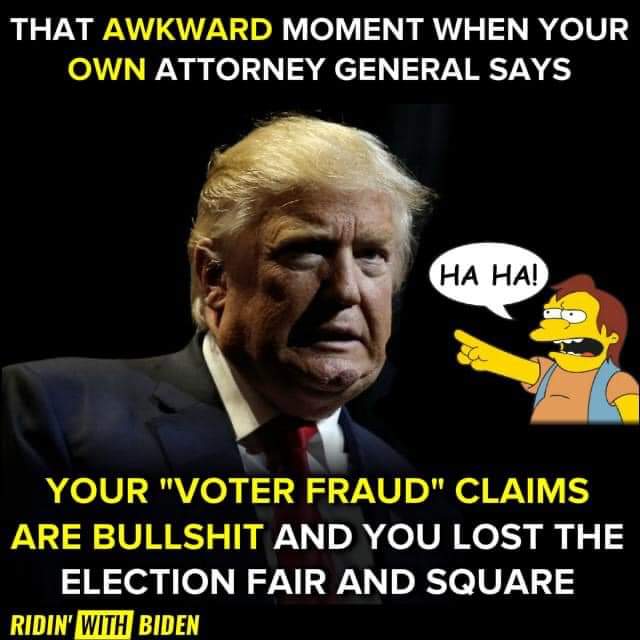 THAT AWKWARD MOMENT WHEN YOUR
OWN ATTORNEY GENERAL SAYS
HA HA!
YOUR "VOTER FRAUD" CLAIMS
ARE BULLSHIT AND YOU LOST THE
ELECTION FAIR AND SQUARE
RIDIN' WITH BIDEN